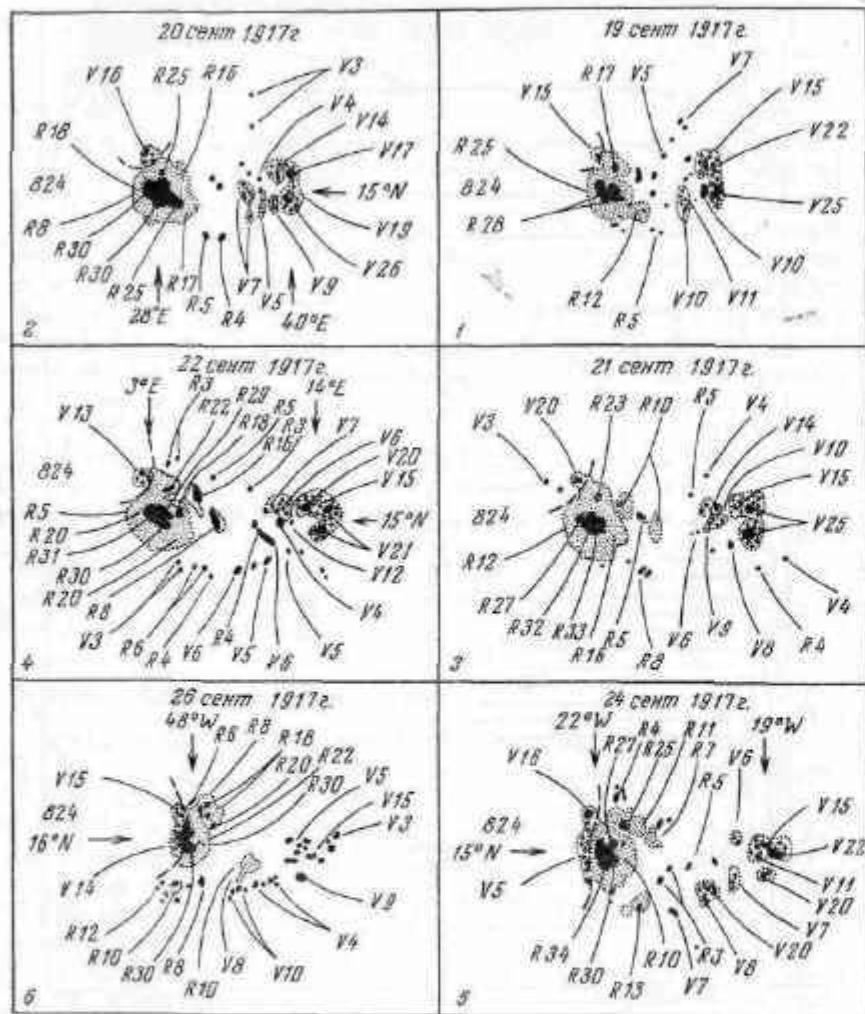 20 сент 1917г.
V16
R25
R16
V3
V4
V14
V17
R18
824
15°N
R8
R30
R30
R25
R17
R5
R4
V7
V5
V9
V26
V19
28°E
40°E
2
19 сент 1917г.
R17
V5
V7
V15
V15
V22
R25
824
R28
V25
V10
R12
R5
V10
V11
1
22 сент 1917г.
3°E
R3
R22
R29
R18
R5
R3
R16
14°E
V13
V7
V6
V20
V15
824
R5
R20
R31
15°N
R30
R20
R8
V21
V12
V3
R6
R4
V6
R4
V5
V6
V5
V4
4
21 сент 1917г.
V3
V20
R23
R10
R5
V4
V14
V10
V15
824
V25
R12
R27
R32
R33
R16
R5
R8
V6
V9
V8
R4
V4
3
26 сент 1917г.
48°W
R6
R8
R18
R20
R22
R30
V5
V15
V3
V15
824
16°N
V14
R12
R10
R30
R8
R10
V8
V10
V4
V9
6
24 сент 1917г.
22°W
R27
R4
R25
R11
R7
R5
V6
19°W
V16
V15
824
15°N
V22
V5
V11
V20
R34
R30
R13
R10
V7
R3
V8
V20
V7
5